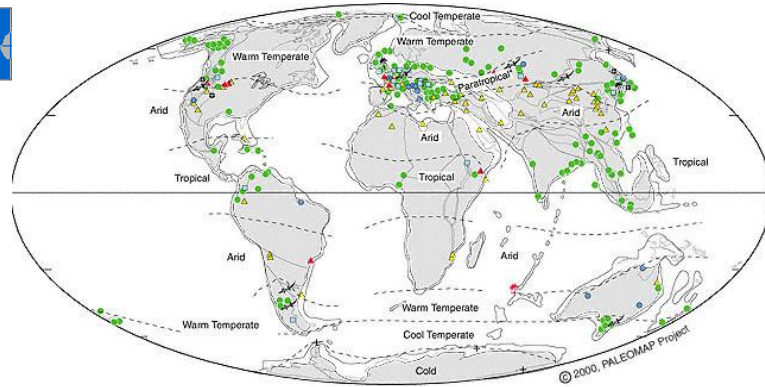 Cool Temperate
Warm Temperate
Warm Temperate
Paratropical
Arid
Arid
Arid
Tropical
Tropical
Tropical
Arid
Arid
Warm Temperate
Warm Temperate
Cool Temperate
Cold
© 2000, PALEOMAP Project